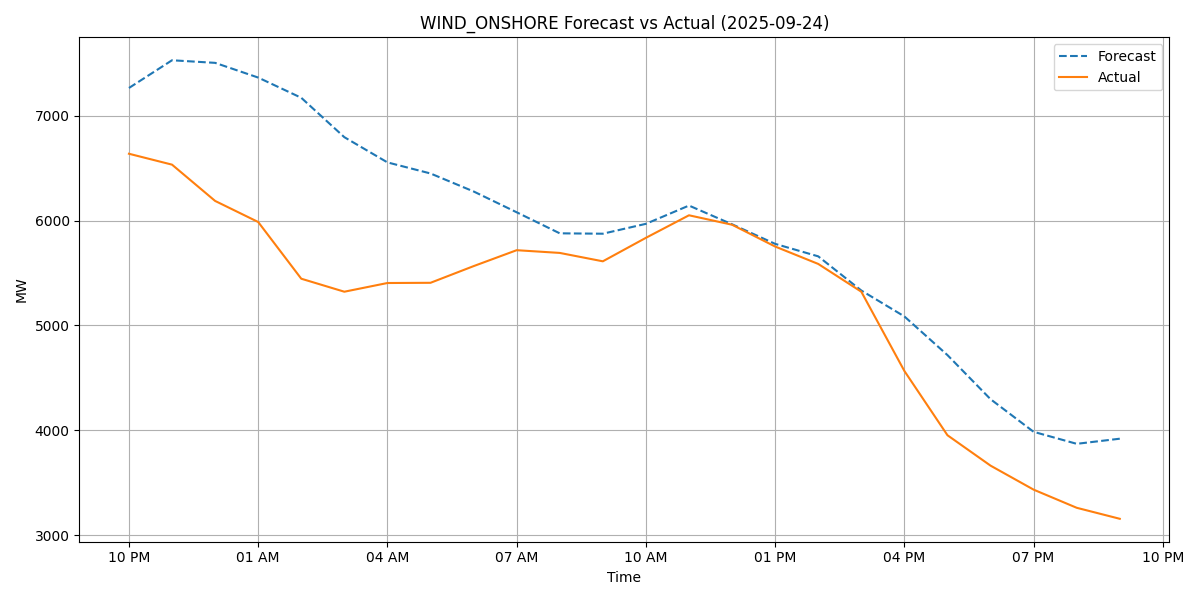 WIND_ONSHORE Forecast vs Actual (2025-09-24)
Forecast
Actual
MW
7000
6000
5000
4000
3000
10 PM 01 AM 04 AM 07 AM 10 AM 01 PM 04 PM 07 PM 10 PM
Time